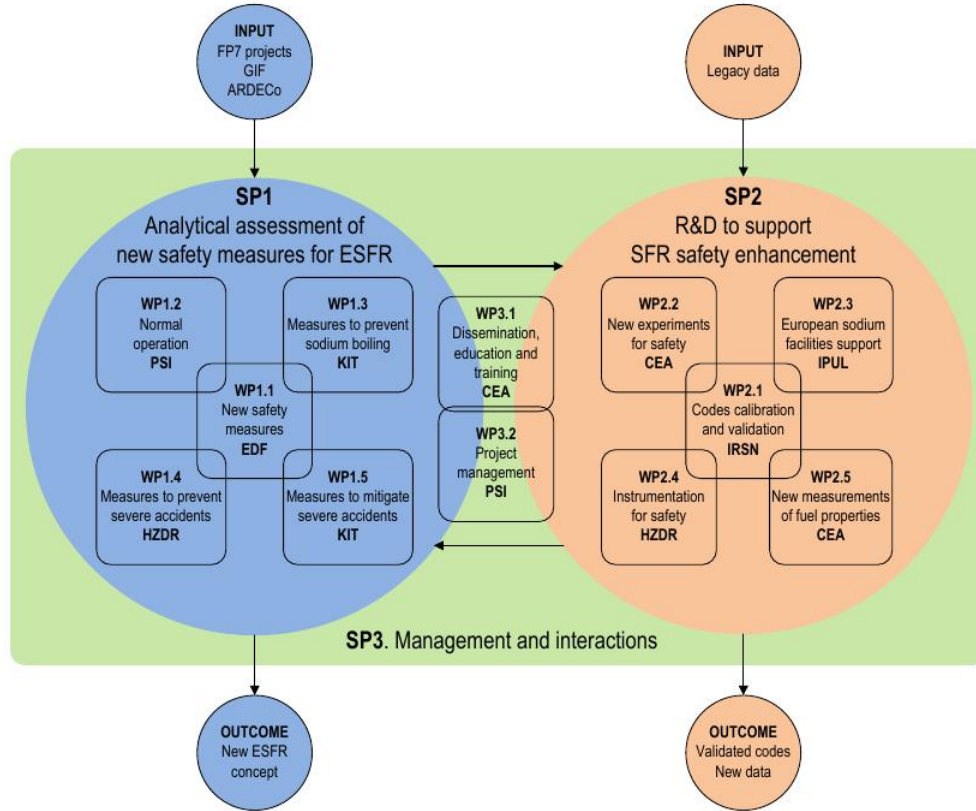 INPUT
FP7 projects
GIF
ARDECo
INPUT
Legacy data
SP1
Analytical assessment of
new safety measures for ESFR
SP2
R&D to support
SFR safety enhancement
WP1.2
Normal
operation
PSI
WP1.3
Measures to prevent
sodium boiling
KIT
WP1.1
New safety
measures
EDF
WP1.4
Measures to prevent
severe accidents
HZDR
WP1.5
Measures to mitigate
severe accidents
KIT
WP3.1
Dissemination,
education and
training
CEA
WP3.2
Project
management
PSI
WP2.2
New experiments
for safety
CEA
WP2.3
European sodium
facilities support
IPUL
WP2.1
Codes calibration
and validation
IRSN
WP2.4
Instrumentation
for safety
HZDR
WP2.5
New measurements
of fuel properties
CEA
SP3. Management and interactions
OUTCOME
New ESFR
concept
OUTCOME
Validated codes
New data